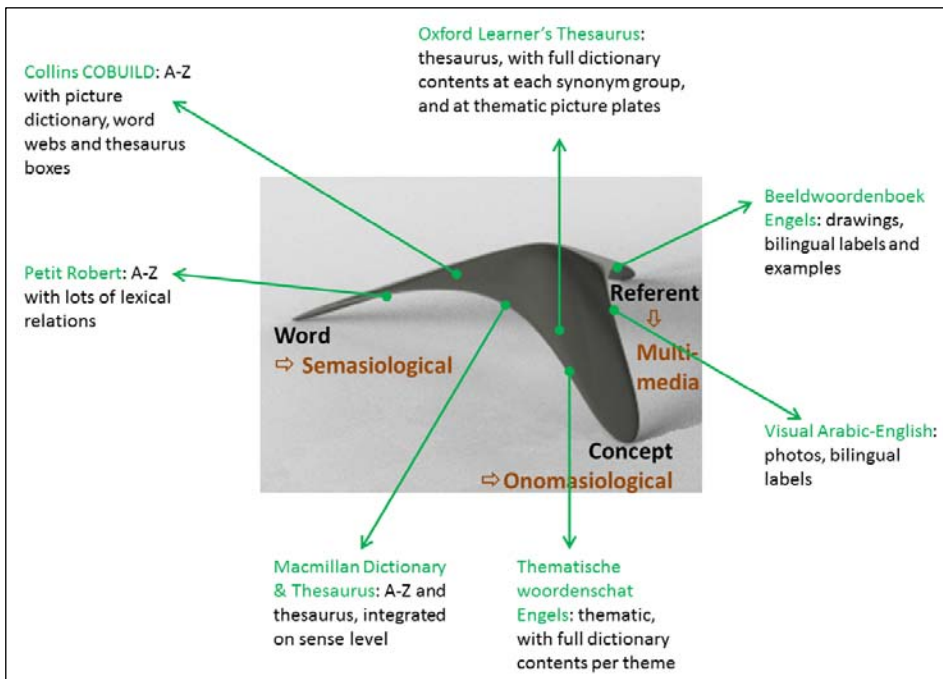 Oxford Learner's Thesaurus:
thesaurus, with full dictionary
contents at each synonym group,
and at thematic picture plates
Collins COBUILD: A-Z
with picture
dictionary, word
webs and thesaurus
boxes
Beeldwoordenboek
Engels: drawings,
bilingual labels and
examples
Petit Robert: A-Z
with lots of lexical
relations
Word
⇨ Semasiological
Referent
⇩
Multi-
media
Concept
⇨Onomasiological
Visual Arabic-English:
photos, bilingual
labels
Macmillan Dictionary
& Thesaurus: A-Z and
thesaurus, integrated
on sense level
Thematische
woordenschat
Engels: thematic,
with full dictionary
contents per theme